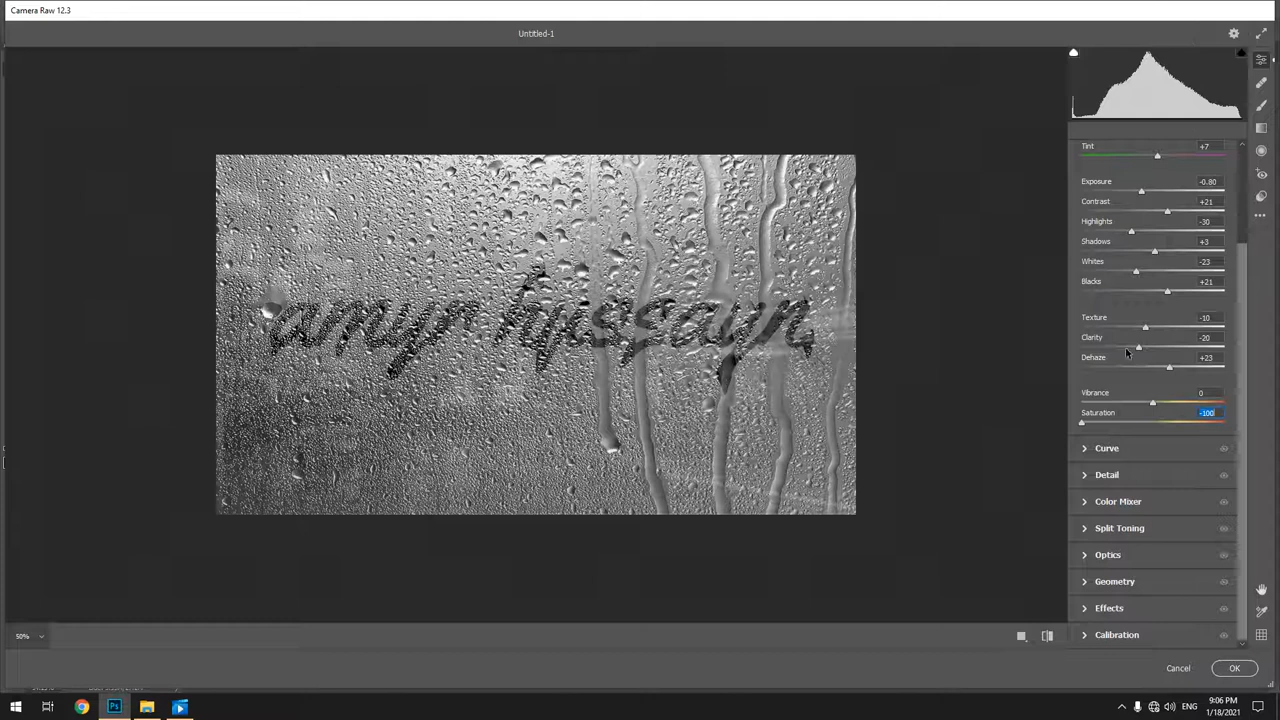 Camera Raw 12.3
Untitled-1
Tint +7
Exposure -0.80
Contrast +21
Highlights -30
Shadows +3
Whites -23
Blacks +21
Texture -10
Clarity -20
Dehaze +23
Vibrance 0
Saturation -100
amyr hussayn
Curve
Detail
Color Mixer
Split Toning
Optics
Geometry
Effects
Calibration
50%
Cancel OK
Ps
ENG
9:06 PM
1/18/2021